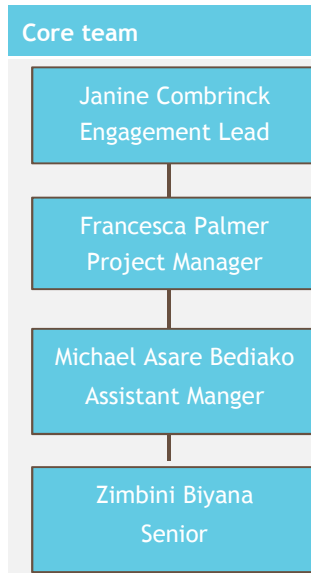 Core team
Janine Combrinck
Engagement Lead
Francesca Palmer
Project Manager
Michael Asare Bediako
Assistant Manger
Zimbini Biyana
Senior